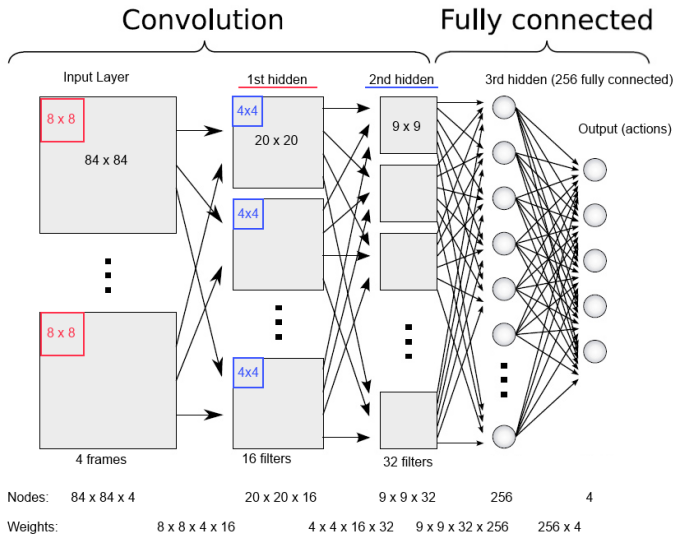 Convolution Fully connected
Input Layer 1st hidden 2nd hidden 3rd hidden (256 fully connected)
8 x 8 4x4
84 x 84 20 x 20 9 x 9 Output (actions)
4x4
8 x 8 4x4
4 frames 16 filters 32 filters
Nodes: 84 x 84 x 4 20 x 20 x 16 9 x 9 x 32 256 4
Weights: 8 x 8 x 4 x 16 4 x 4 x 16 x 32 9 x 9 x 32 x 256 256 x 4